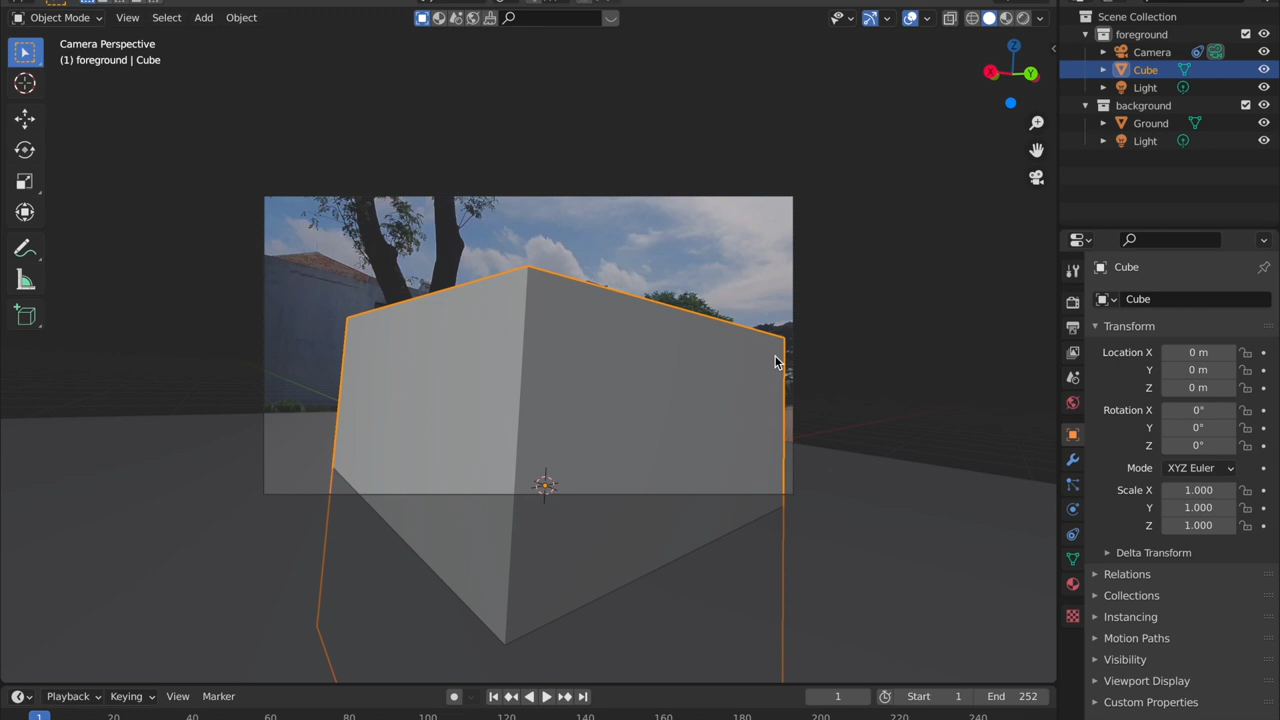 Object Mode View Select Add Object
Camera Perspective
(1) foreground | Cube
X
Y
Z
Scene Collection
foreground
Camera
Cube
Light
background
Ground
Light
Cube
Cube
Transform
Location X 0 m
Y 0 m
Z 0 m
Rotation X 0°
Y 0°
Z 0°
Mode XYZ Euler
Scale X 1.000
Y 1.000
Z 1.000
Delta Transform
Relations
Collections
Instancing
Motion Paths
Visibility
Viewport Display
Custom Properties
Playback Keying View Marker 1 Start 1 End 252
1 20 40 60 80 100 120 140 160 180 200 220 240